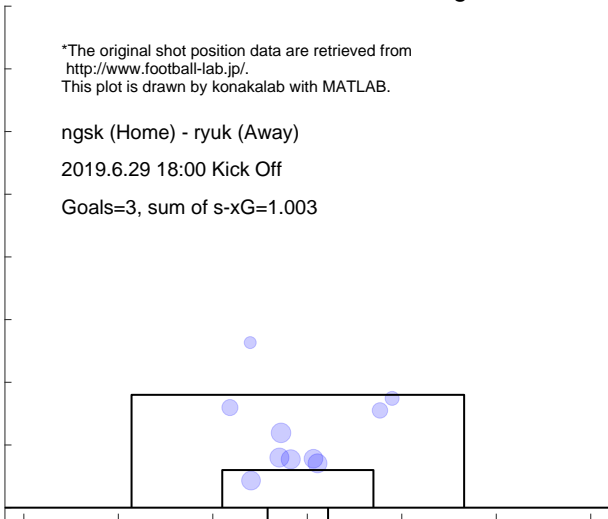 *The original shot position data are retrieved from
http://www.football-lab.jp/.
This plot is drawn by konakalab with MATLAB.
ngsk (Home) - ryuk (Away)
2019.6.29 18:00 Kick Off
Goals=3, sum of s-xG=1.003